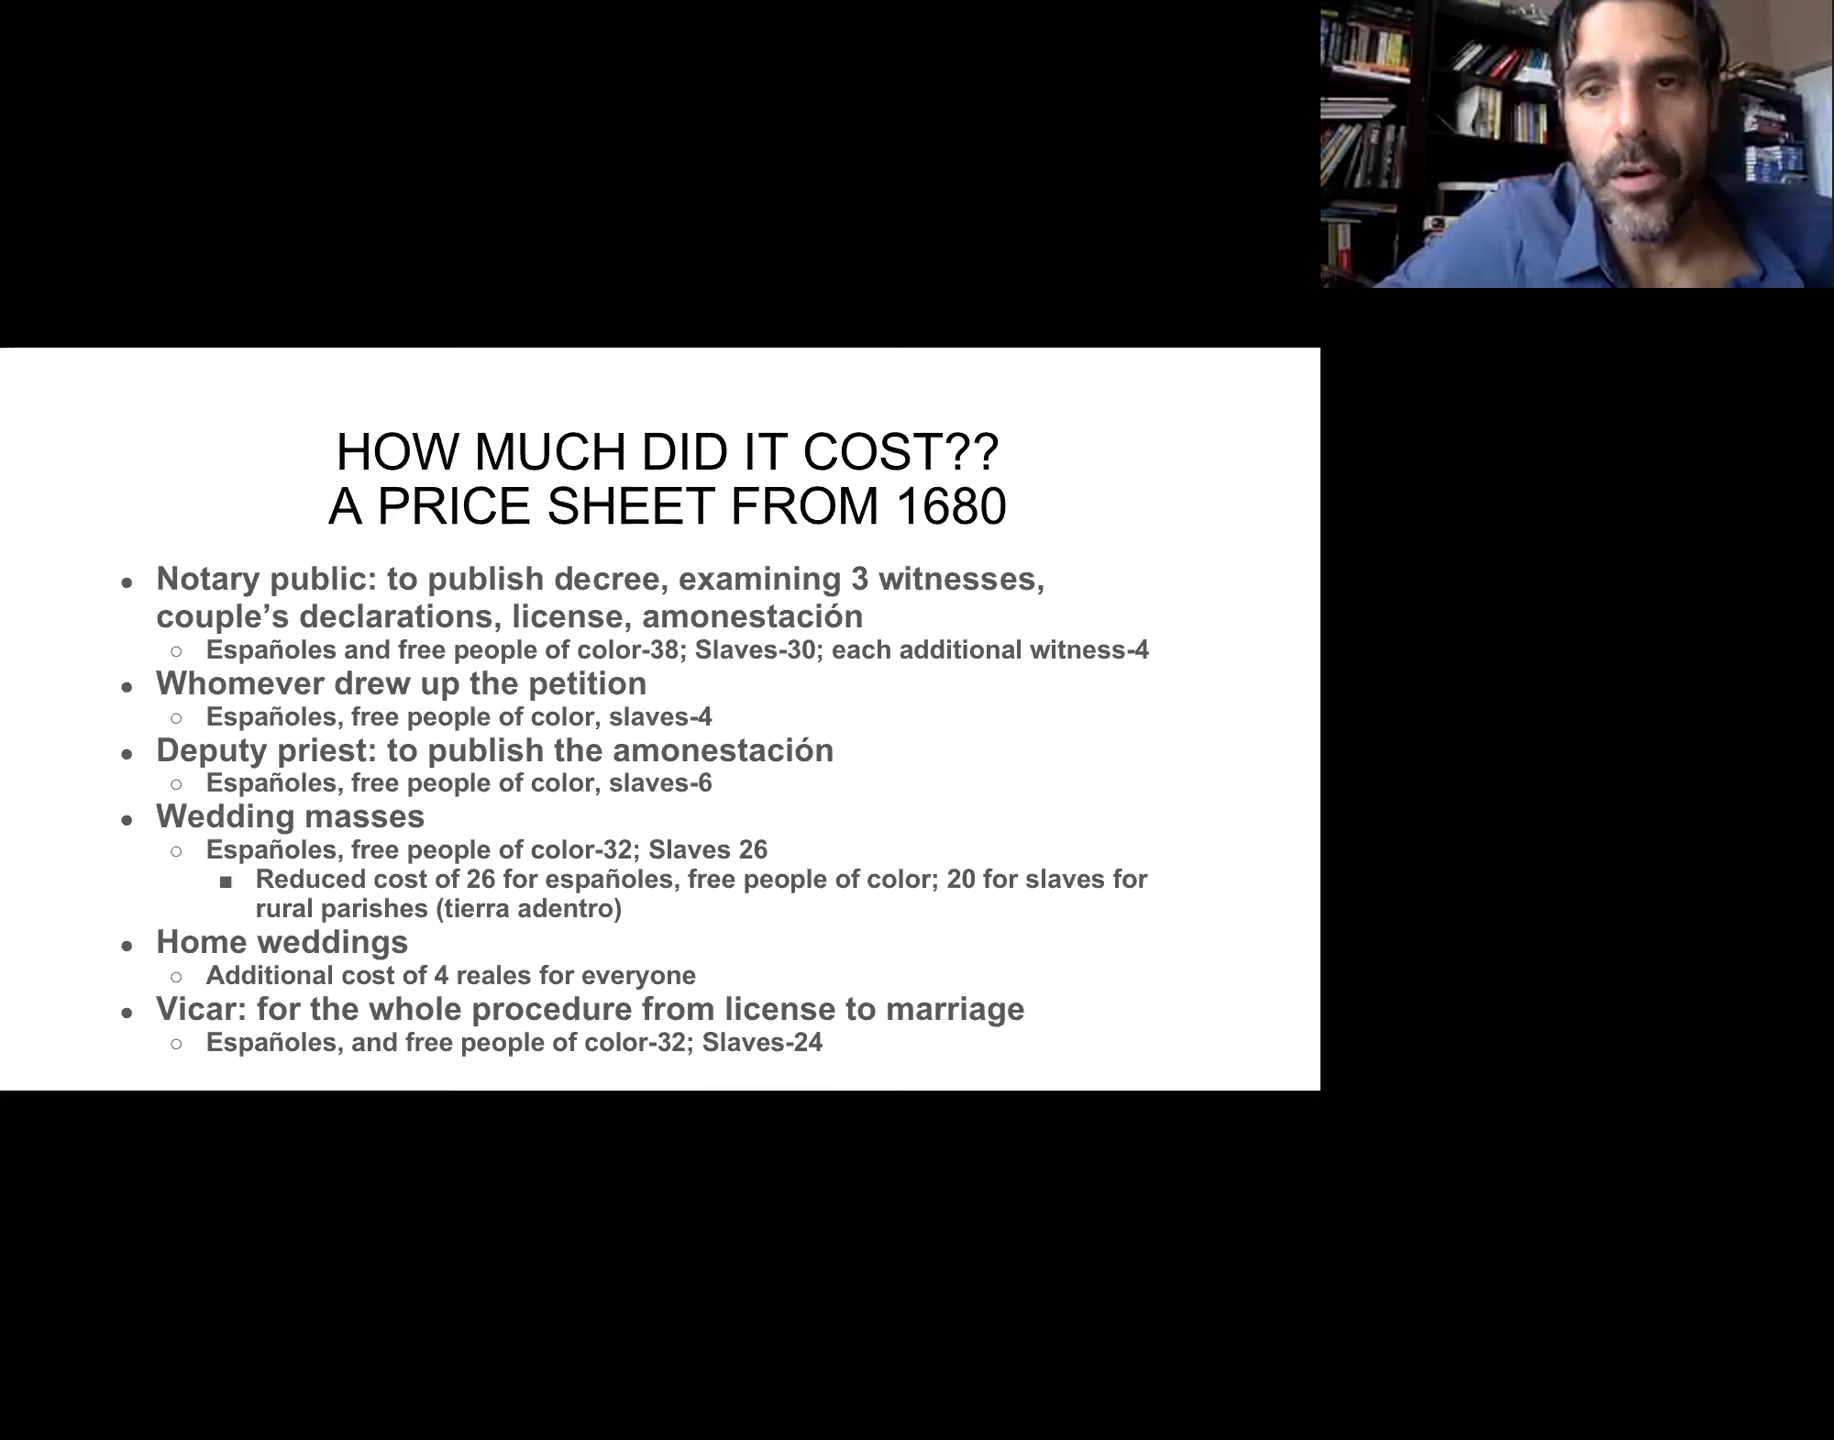 HOW MUCH DID IT COST??
A PRICE SHEET FROM 1680
● Notary public: to publish decree, examining 3 witnesses,
couple’s declarations, license, amonestación
○ Españoles and free people of color-38; Slaves-30; each additional witness-4
● Whomever drew up the petition
○ Españoles, free people of color, slaves-4
● Deputy priest: to publish the amonestación
○ Españoles, free people of color, slaves-6
● Wedding masses
○ Españoles, free people of color-32; Slaves 26
■ Reduced cost of 26 for españoles, free people of color; 20 for slaves for
rural parishes (tierra adentro)
● Home weddings
○ Additional cost of 4 reales for everyone
● Vicar: for the whole procedure from license to marriage
○ Españoles, and free people of color-32; Slaves-24